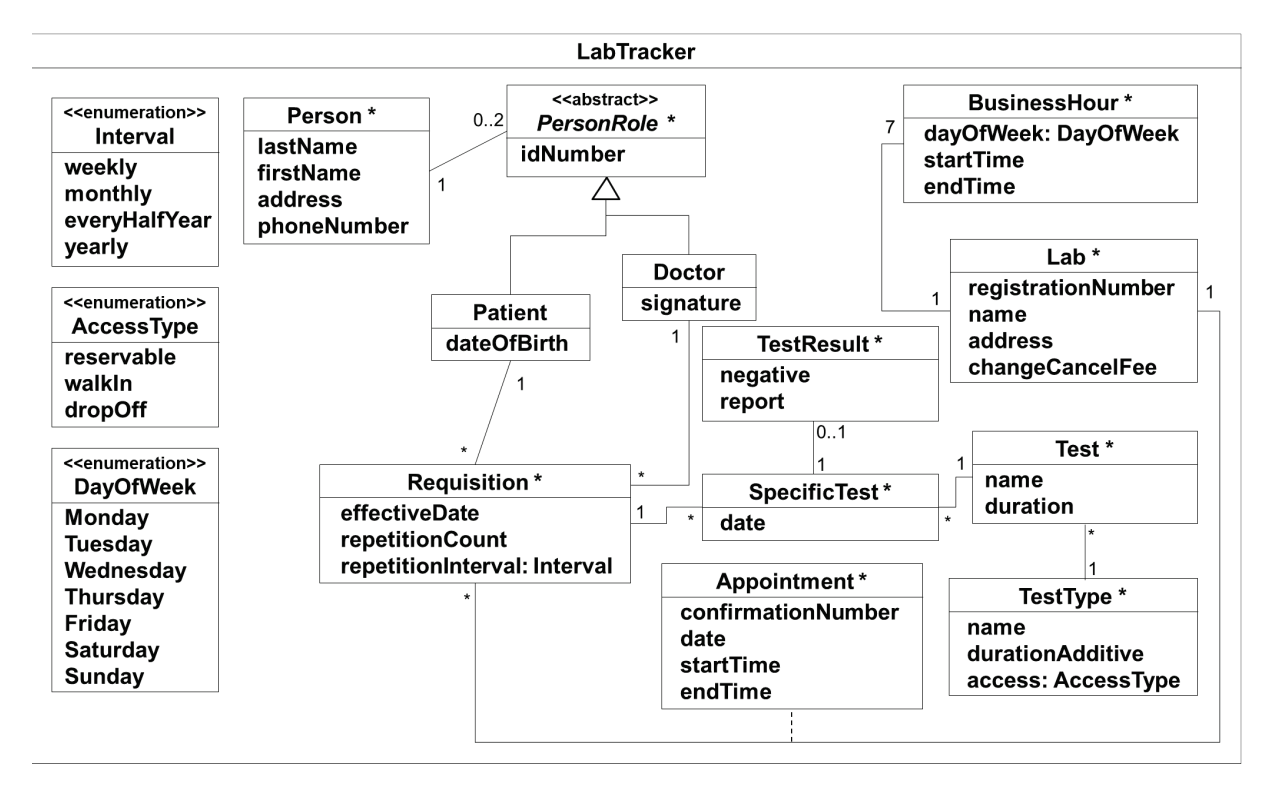 LabTracker
<<enumeration>>
Interval
weekly
monthly
everyHalfYear
yearly
<<enumeration>>
AccessType
reservable
walkIn
dropOff
<<enumeration>>
DayOfWeek
Monday
Tuesday
Wednesday
Thursday
Friday
Saturday
Sunday
Person *
lastName
firstName
address
phoneNumber
1
0..2
<<abstract>>
PersonRole *
idNumber
Patient
dateOfBirth
1
*
Doctor
signature
1
*
Requisition *
effectiveDate
repetitionCount
repetitionInterval: Interval
1
*
*
TestResult *
negative
report
0..1
1
SpecificTest *
date
*
1
Appointment *
confirmationNumber
date
startTime
endTime
BusinessHour *
dayOfWeek: DayOfWeek
startTime
endTime
7
1
Lab *
registrationNumber
name
address
changeCancelFee
1
Test *
name
duration
*
1
TestType *
name
durationAdditive
access: AccessType